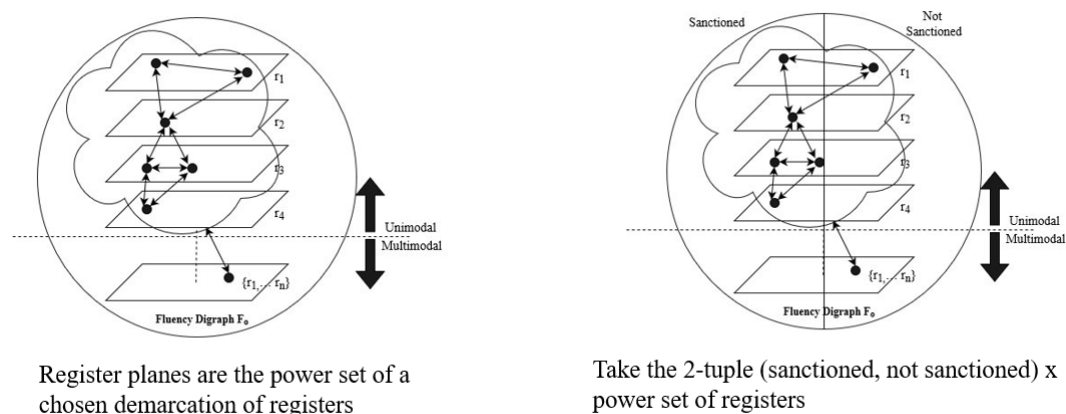 r1
r2
r3
r4
Unimodal
Multimodal
{r1,... rn}
Fluency Digraph Fo
Register planes are the power set of a
chosen demarcation of registers
Sanctioned
Not
Sanctioned
r1
r2
r3
r4
Unimodal
Multimodal
{r1,... rn}
Fluency Digraph Fo
Take the 2-tuple (sanctioned, not sanctioned) x
power set of registers